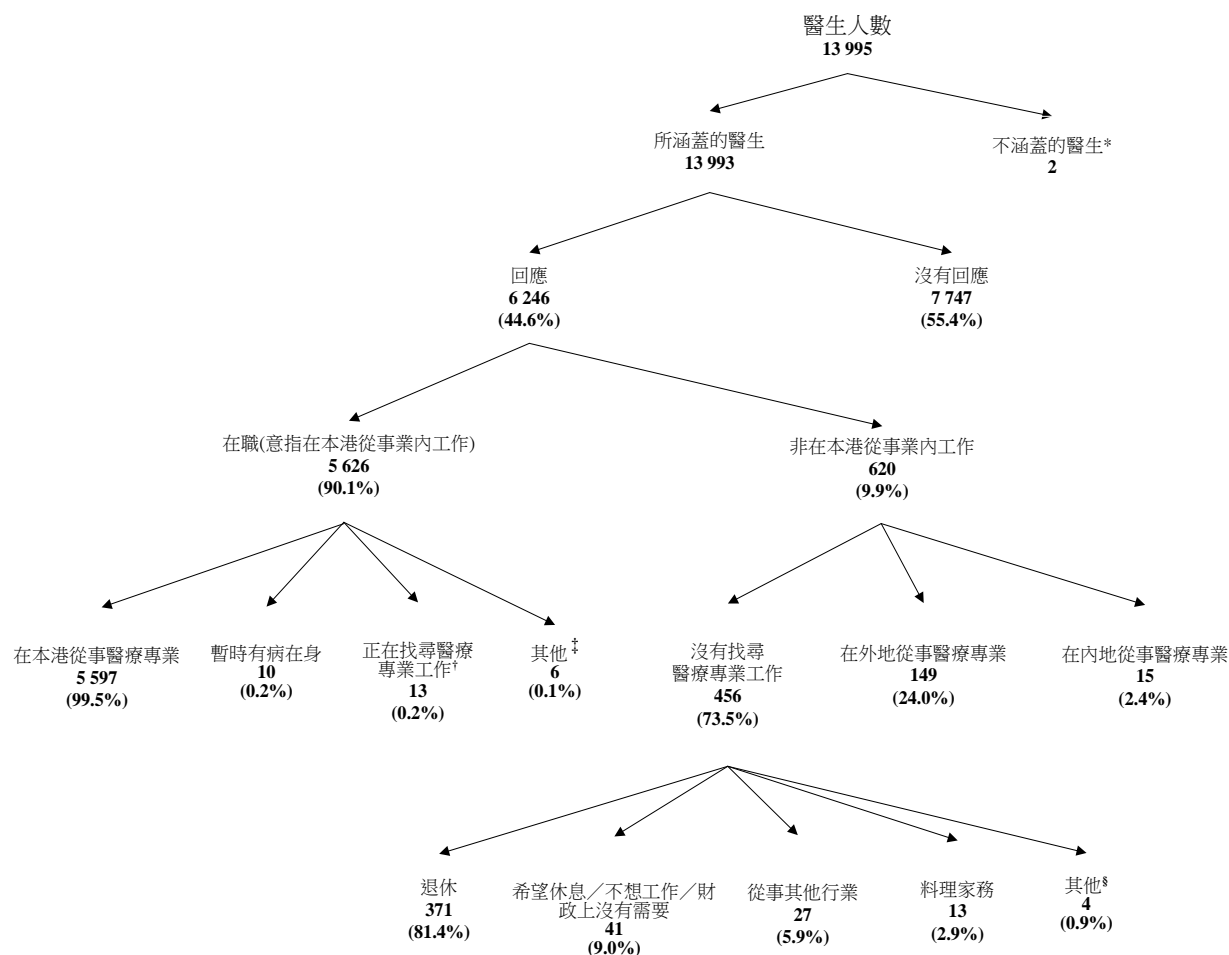 醫生人數
13 995
所涵蓋的醫生
13 993
不涵蓋的醫生*
2
回應
6 246
(44.6%)
沒有回應
7 747
(55.4%)
在職(意指在本港從事業內工作)
5 626
(90.1%)
非在本港從事業內工作
620
(9.9%)
在本港從事醫療專業
5 597
(99.5%)
暫時有病在身
10
(0.2%)
正在找尋醫療
專業工作†
13
(0.2%)
其他‡
6
(0.1%)
沒有找尋
醫療專業工作
456
(73.5%)
在外地從事醫療專業
149
(24.0%)
在內地從事醫療專業
15
(2.4%)
退休
371
(81.4%)
希望休息／不想工作／財
政上沒有需要
41
(9.0%)
從事其他行業
27
(5.9%)
料理家務
13
(2.9%)
其他§
4
(0.9%)